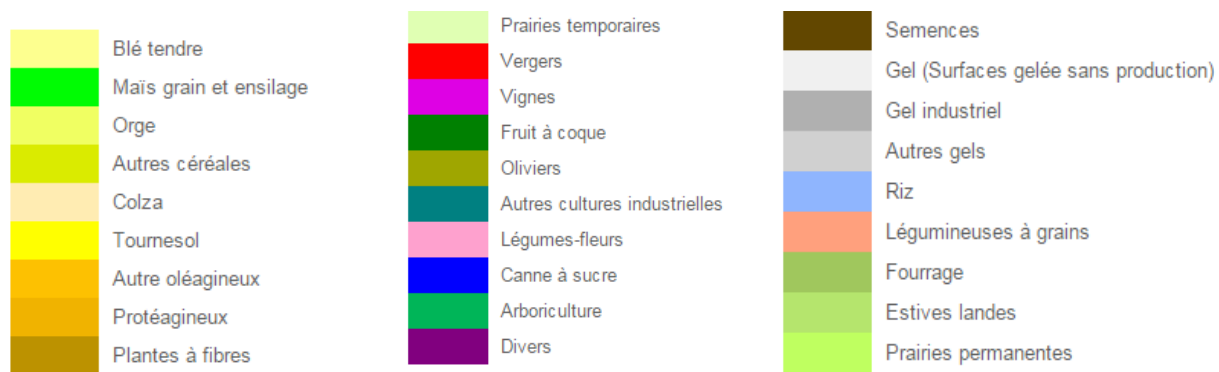 Blé tendre
Maïs grain et ensilage
Orge
Autres céréales
Colza
Tournesol
Autre oléagineux
Protéagineux
Plantes à fibres
Prairies temporaires
Vergers
Vignes
Fruit à coque
Oliviers
Autres cultures industrielles
Légumes-fleurs
Canne à sucre
Arboriculture
Divers
Semences
Gel (Surfaces gelée sans production)
Gel industriel
Autres gels
Riz
Légumineuses à grains
Fourrage
Estives landes
Prairies permanentes